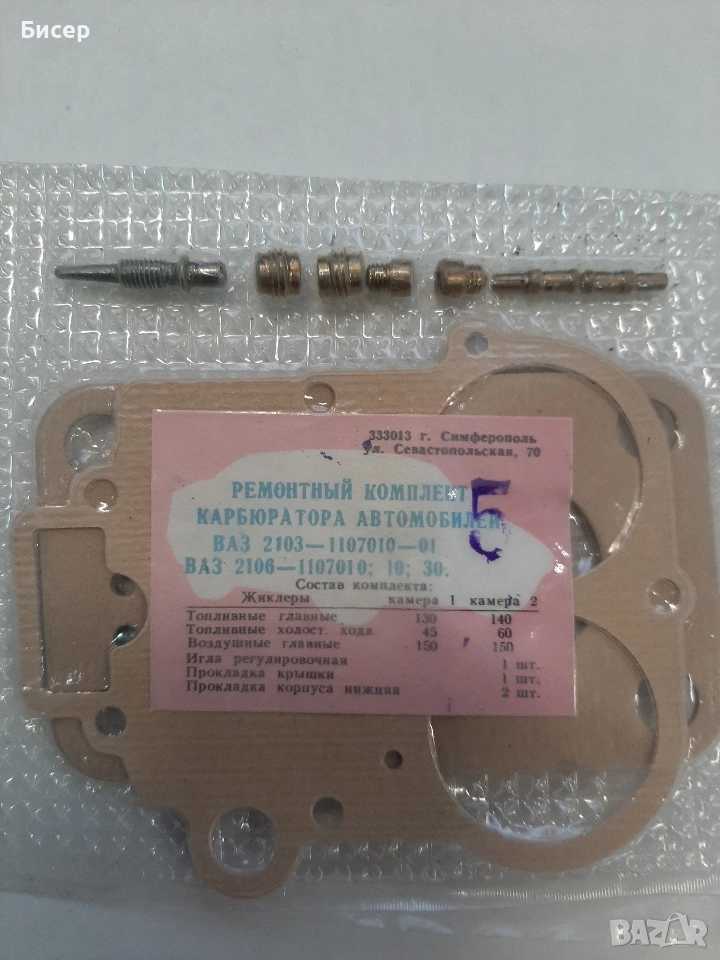 Бисер
333013 г. Симферополь
ул. Севастопольская, 70
РЕМОНТНЫЙ КОМПЛЕКТ
КАРБЮРАТОРА АВТОМОБИЛЕЙ
5
ВАЗ 2103—1107010—01
ВАЗ 2106—1107010; 10; 30.
Состав комплекта:
Жиклеры камера 1 камера 2
Топливные главные 130 140
Топливные холост. хода 45 60
Воздушные главные 150 150
Игла регулировочная 1 шт.
Прокладка крышки 1 шт.
Прокладка корпуса нижняя 2 шт.
BAZAR